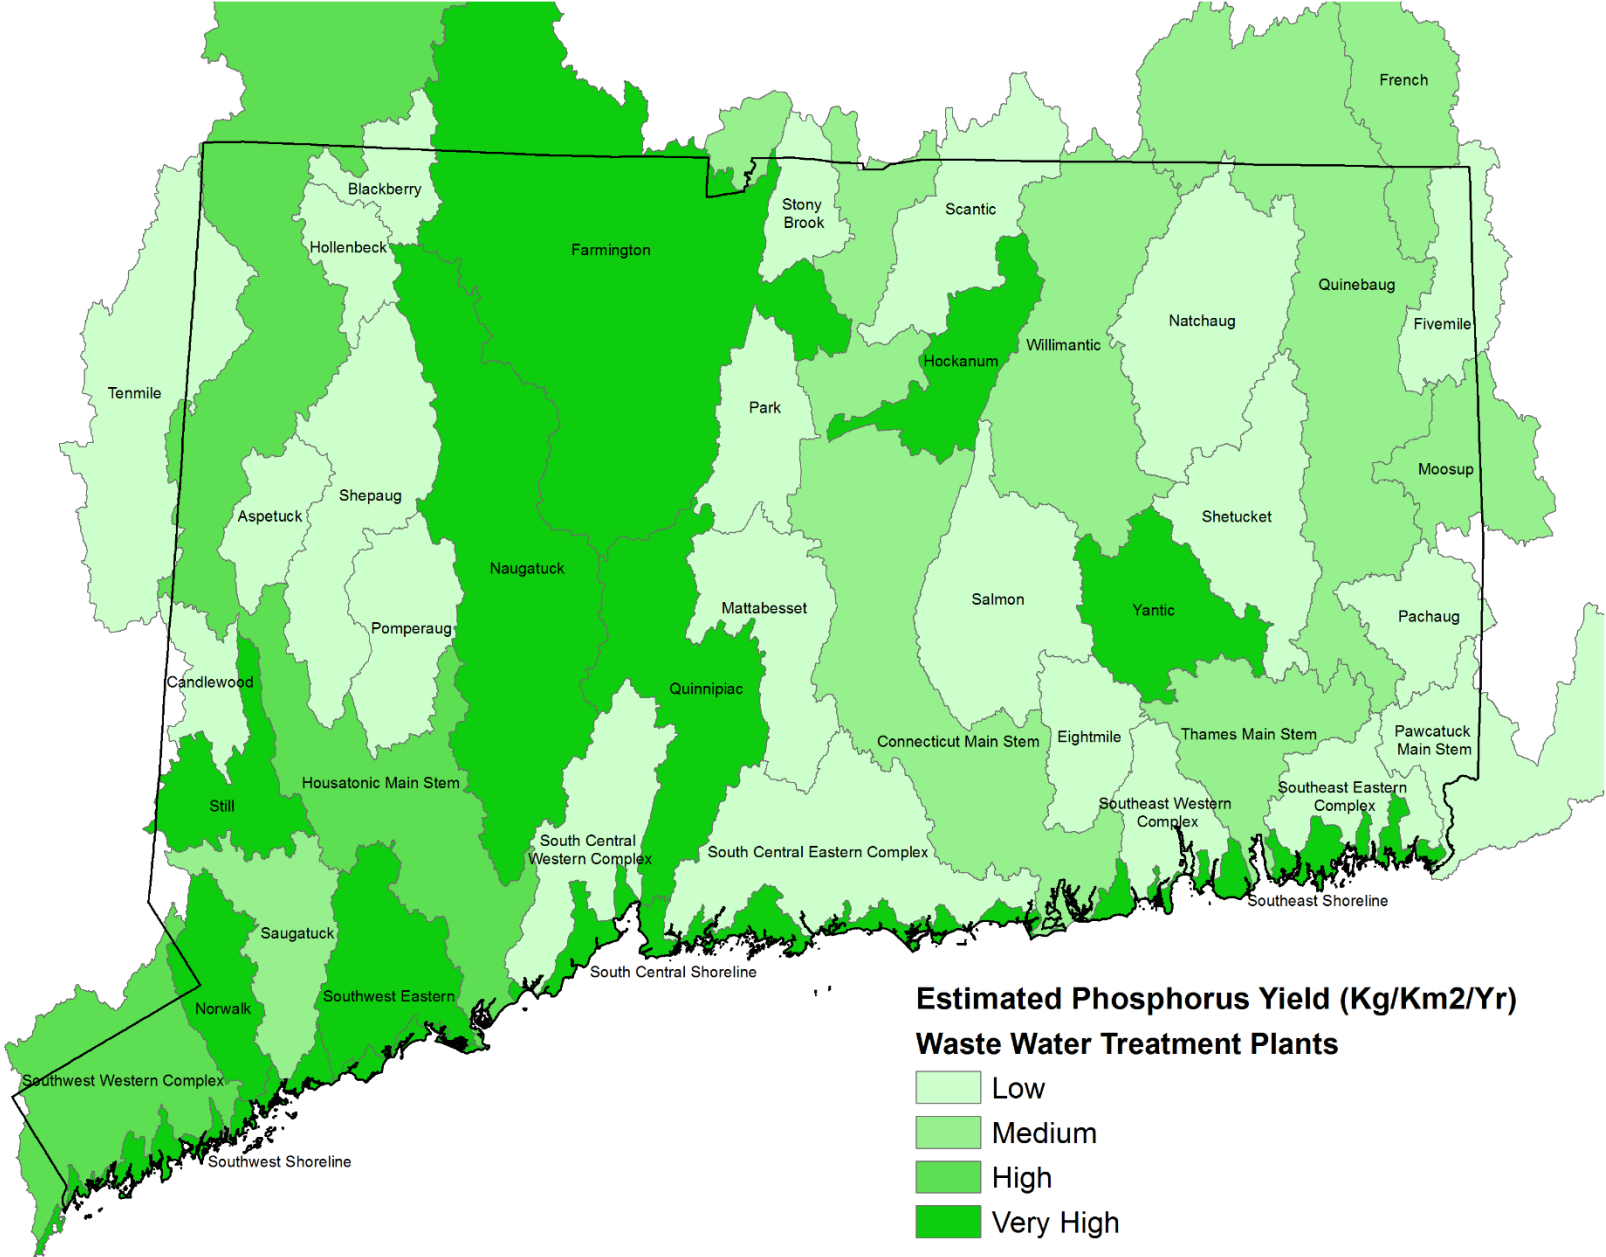 French
Blackberry
Stony
Brook
Scantic
Hollenbeck
Farmington
Quinebaug
Natchaug
Fivemile
Willimantic
Hockanum
Tenmile
Park
Moosup
Shepaug
Aspetuck
Shetucket
Naugatuck
Salmon
Mattabesset
Yantic
Pachaug
Pomperaug
Candlewood
Quinnipiac
Connecticut Main Stem
Eightmile
Thames Main Stem
Pawcatuck
Main Stem
Housatonic Main Stem
Still
Southeast Western
Complex
Southeast Eastern
Complex
South Central
Western Complex
South Central Eastern Complex
Southeast Shoreline
Saugatuck
South Central Shoreline
Southwest Eastern
Norwalk
Southwest Western Complex
Southwest Shoreline
Estimated Phosphorus Yield (Kg/Km2/Yr)
Waste Water Treatment Plants
Low
Medium
High
Very High